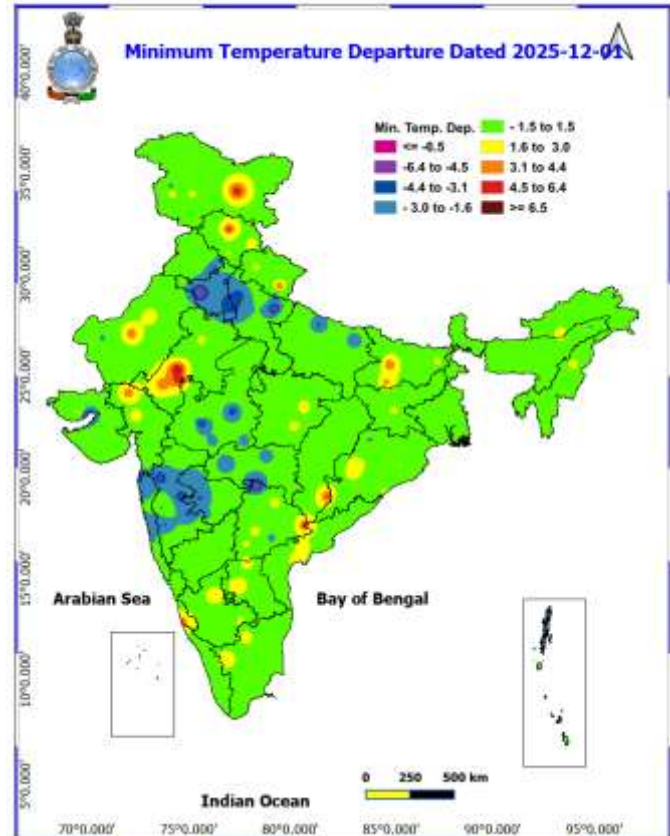 Minimum Temperature Departure Dated 2025-12-01
Min. Temp. Dep.
<= -6.5
-6.4 to -4.5
-4.4 to -3.1
- 3.0 to -1.6
- 1.5 to 1.5
1.6 to 3.0
3.1 to 4.4
4.5 to 6.4
>= 6.5
40°0.000'
35°0.000'
30°0.000'
25°0.000'
20°0.000'
15°0.000'
10°0.000'
5°0.000'
Arabian Sea
Bay of Bengal
0 250 500 km
Indian Ocean
70°0.000' 75°0.000' 80°0.000' 85°0.000' 90°0.000' 95°0.000'